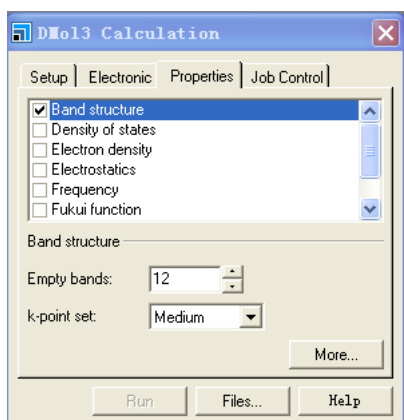 DMol3 Calculation
Setup Electronic Properties Job Control
Band structure
Density of states
Electron density
Electrostatics
Frequency
Fukui function
Band structure
Empty bands: 12
k-point set: Medium
More...
Run Files... Help